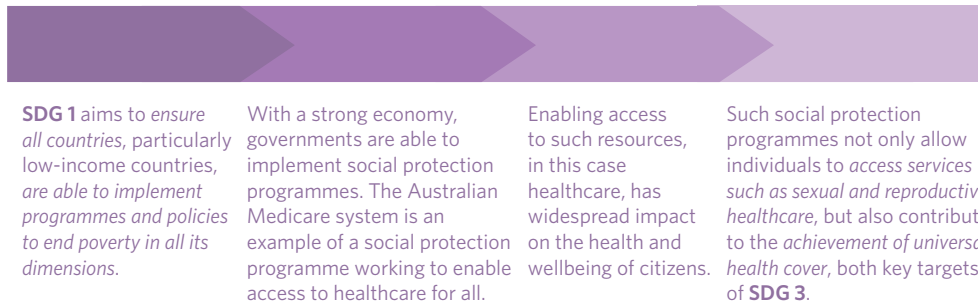 SDG 1 aims to ensure
all countries, particularly
low-income countries,
are able to implement
programmes and policies
to end poverty in all its
dimensions.
With a strong economy,
governments are able to
implement social protection
programmes. The Australian
Medicare system is an
example of a social protection
programme working to enable
access to healthcare for all.
Enabling access
to such resources,
in this case
healthcare, has
widespread impact
on the health and
wellbeing of citizens.
Such social protection
programmes not only allow
individuals to access services
such as sexual and reproductiv
healthcare, but also contribut
to the achievement of universa
health cover, both key targets
of SDG 3.